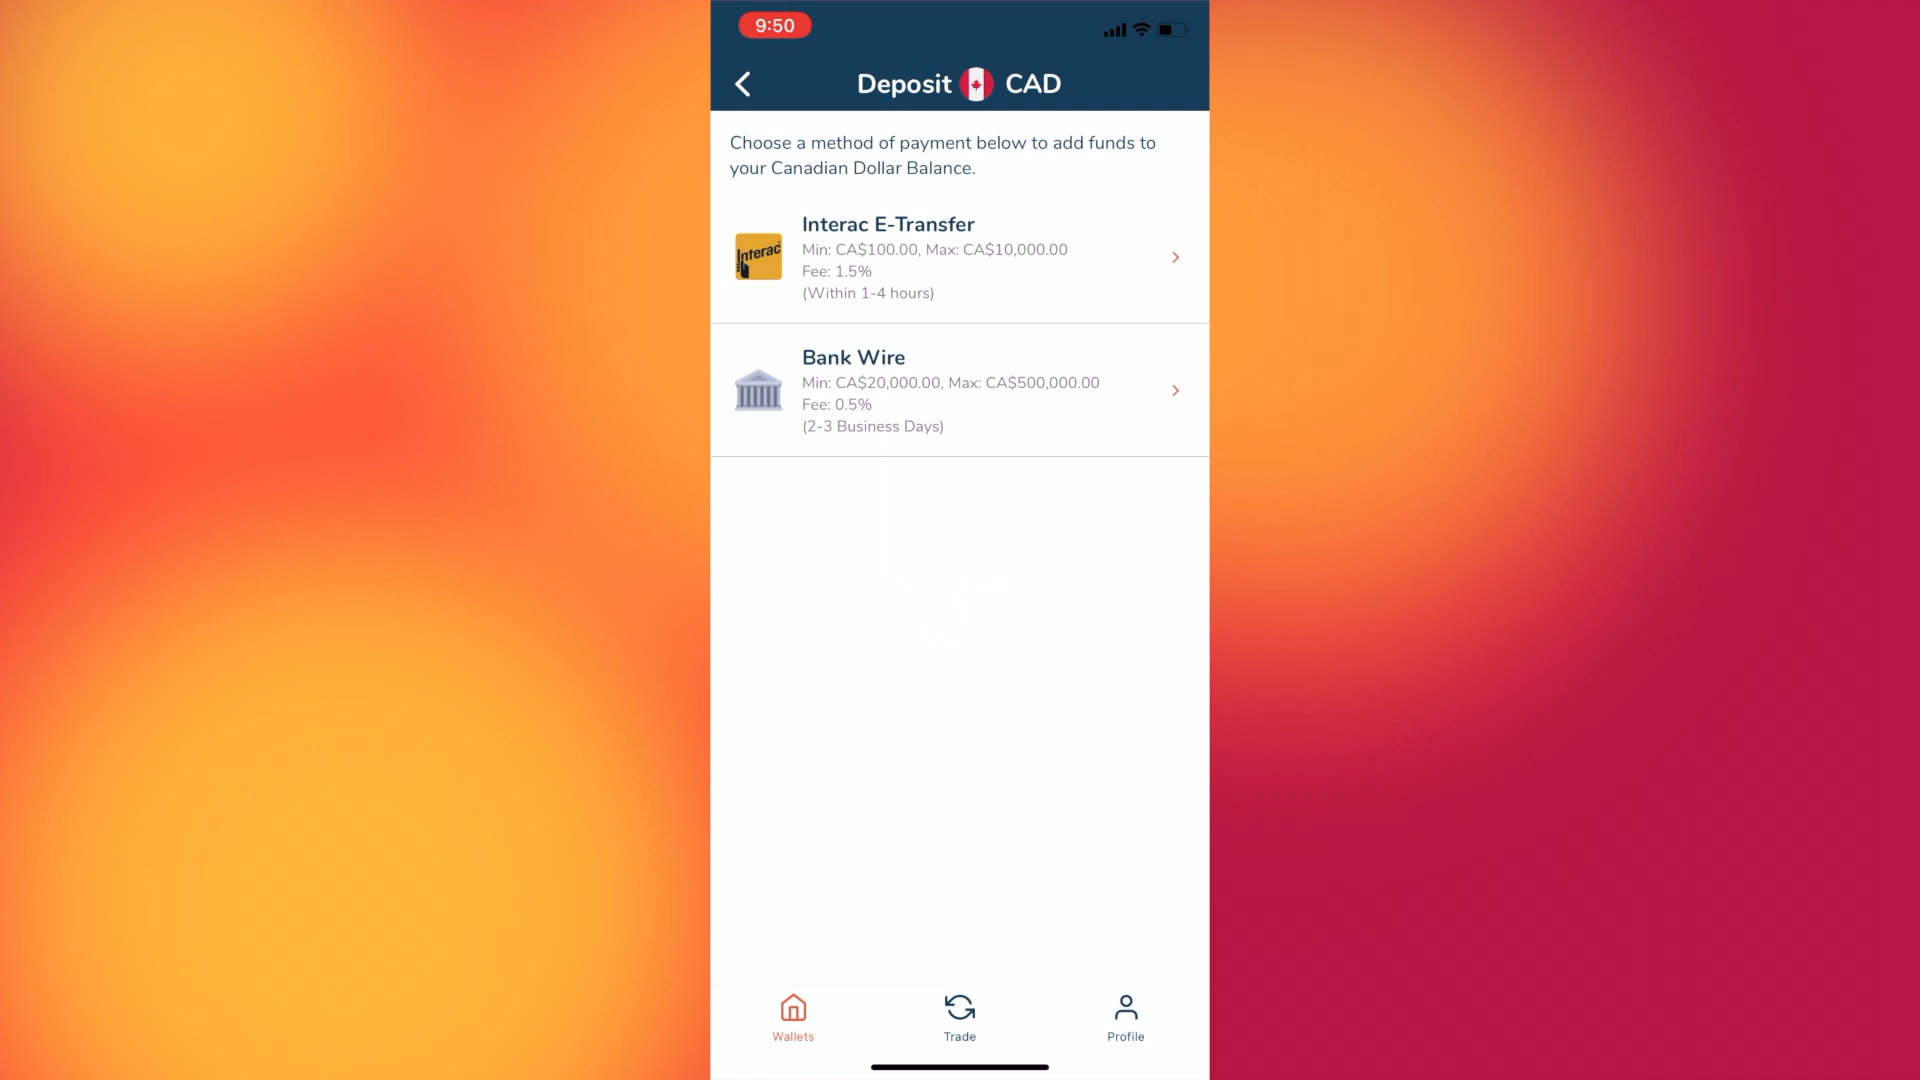 9:50
Deposit CAD
Choose a method of payment below to add funds to
your Canadian Dollar Balance.
Interac E-Transfer
Interac
Min: CA$100.00, Max: CA$10,000.00
Fee: 1.5%
(Within 1-4 hours)
Bank Wire
Min: CA$20,000.00, Max: CA$500,000.00
Fee: 0.5%
(2-3 Business Days)
Wallets
Trade
Profile